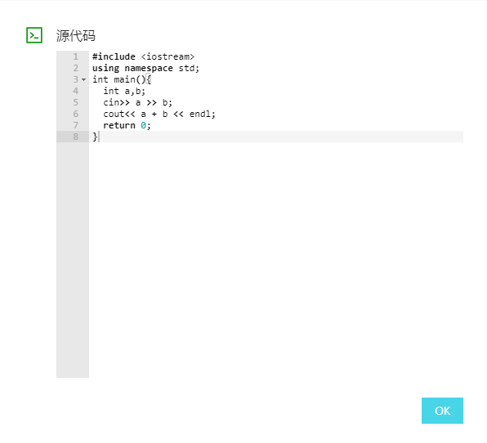 源代码
1 #include <iostream>
2 using namespace std;
3 int main(){
4   int a,b;
5   cin>> a >> b;
6   cout<< a + b << endl;
7   return 0;
8 }
OK